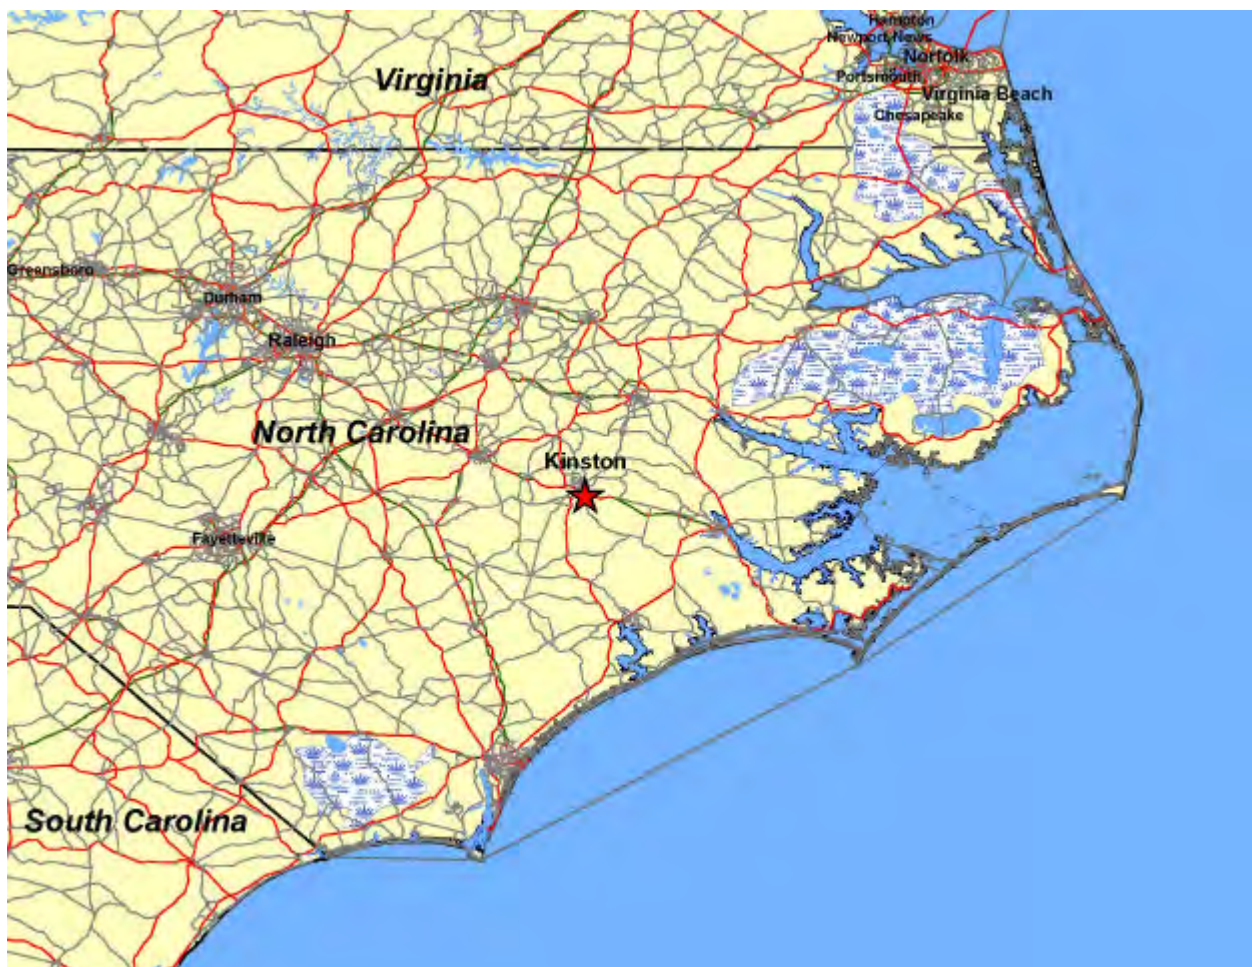 Hampton
Newport News
Norfolk
Portsmouth
Virginia
Virginia Beach
Chesapeake
Greensboro
Durham
Raleigh
North Carolina
Kinston
Fayetteville
South Carolina